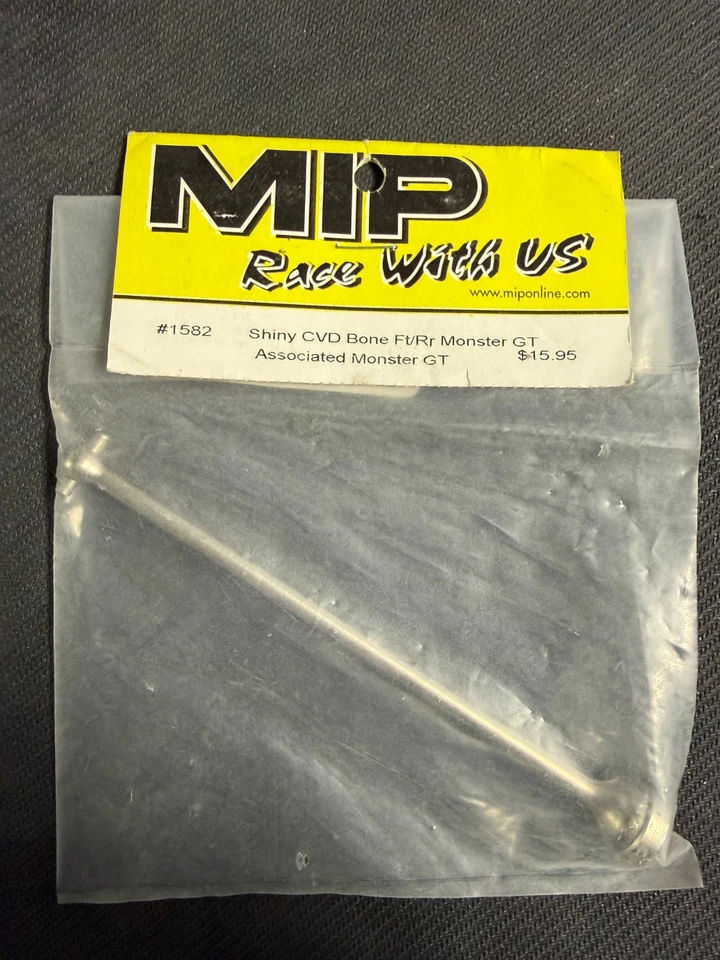 MIP
Race With US
www.miponline.com
#1582 Shiny CVD Bone Ft/Rr Monster GT
Associated Monster GT $15.95